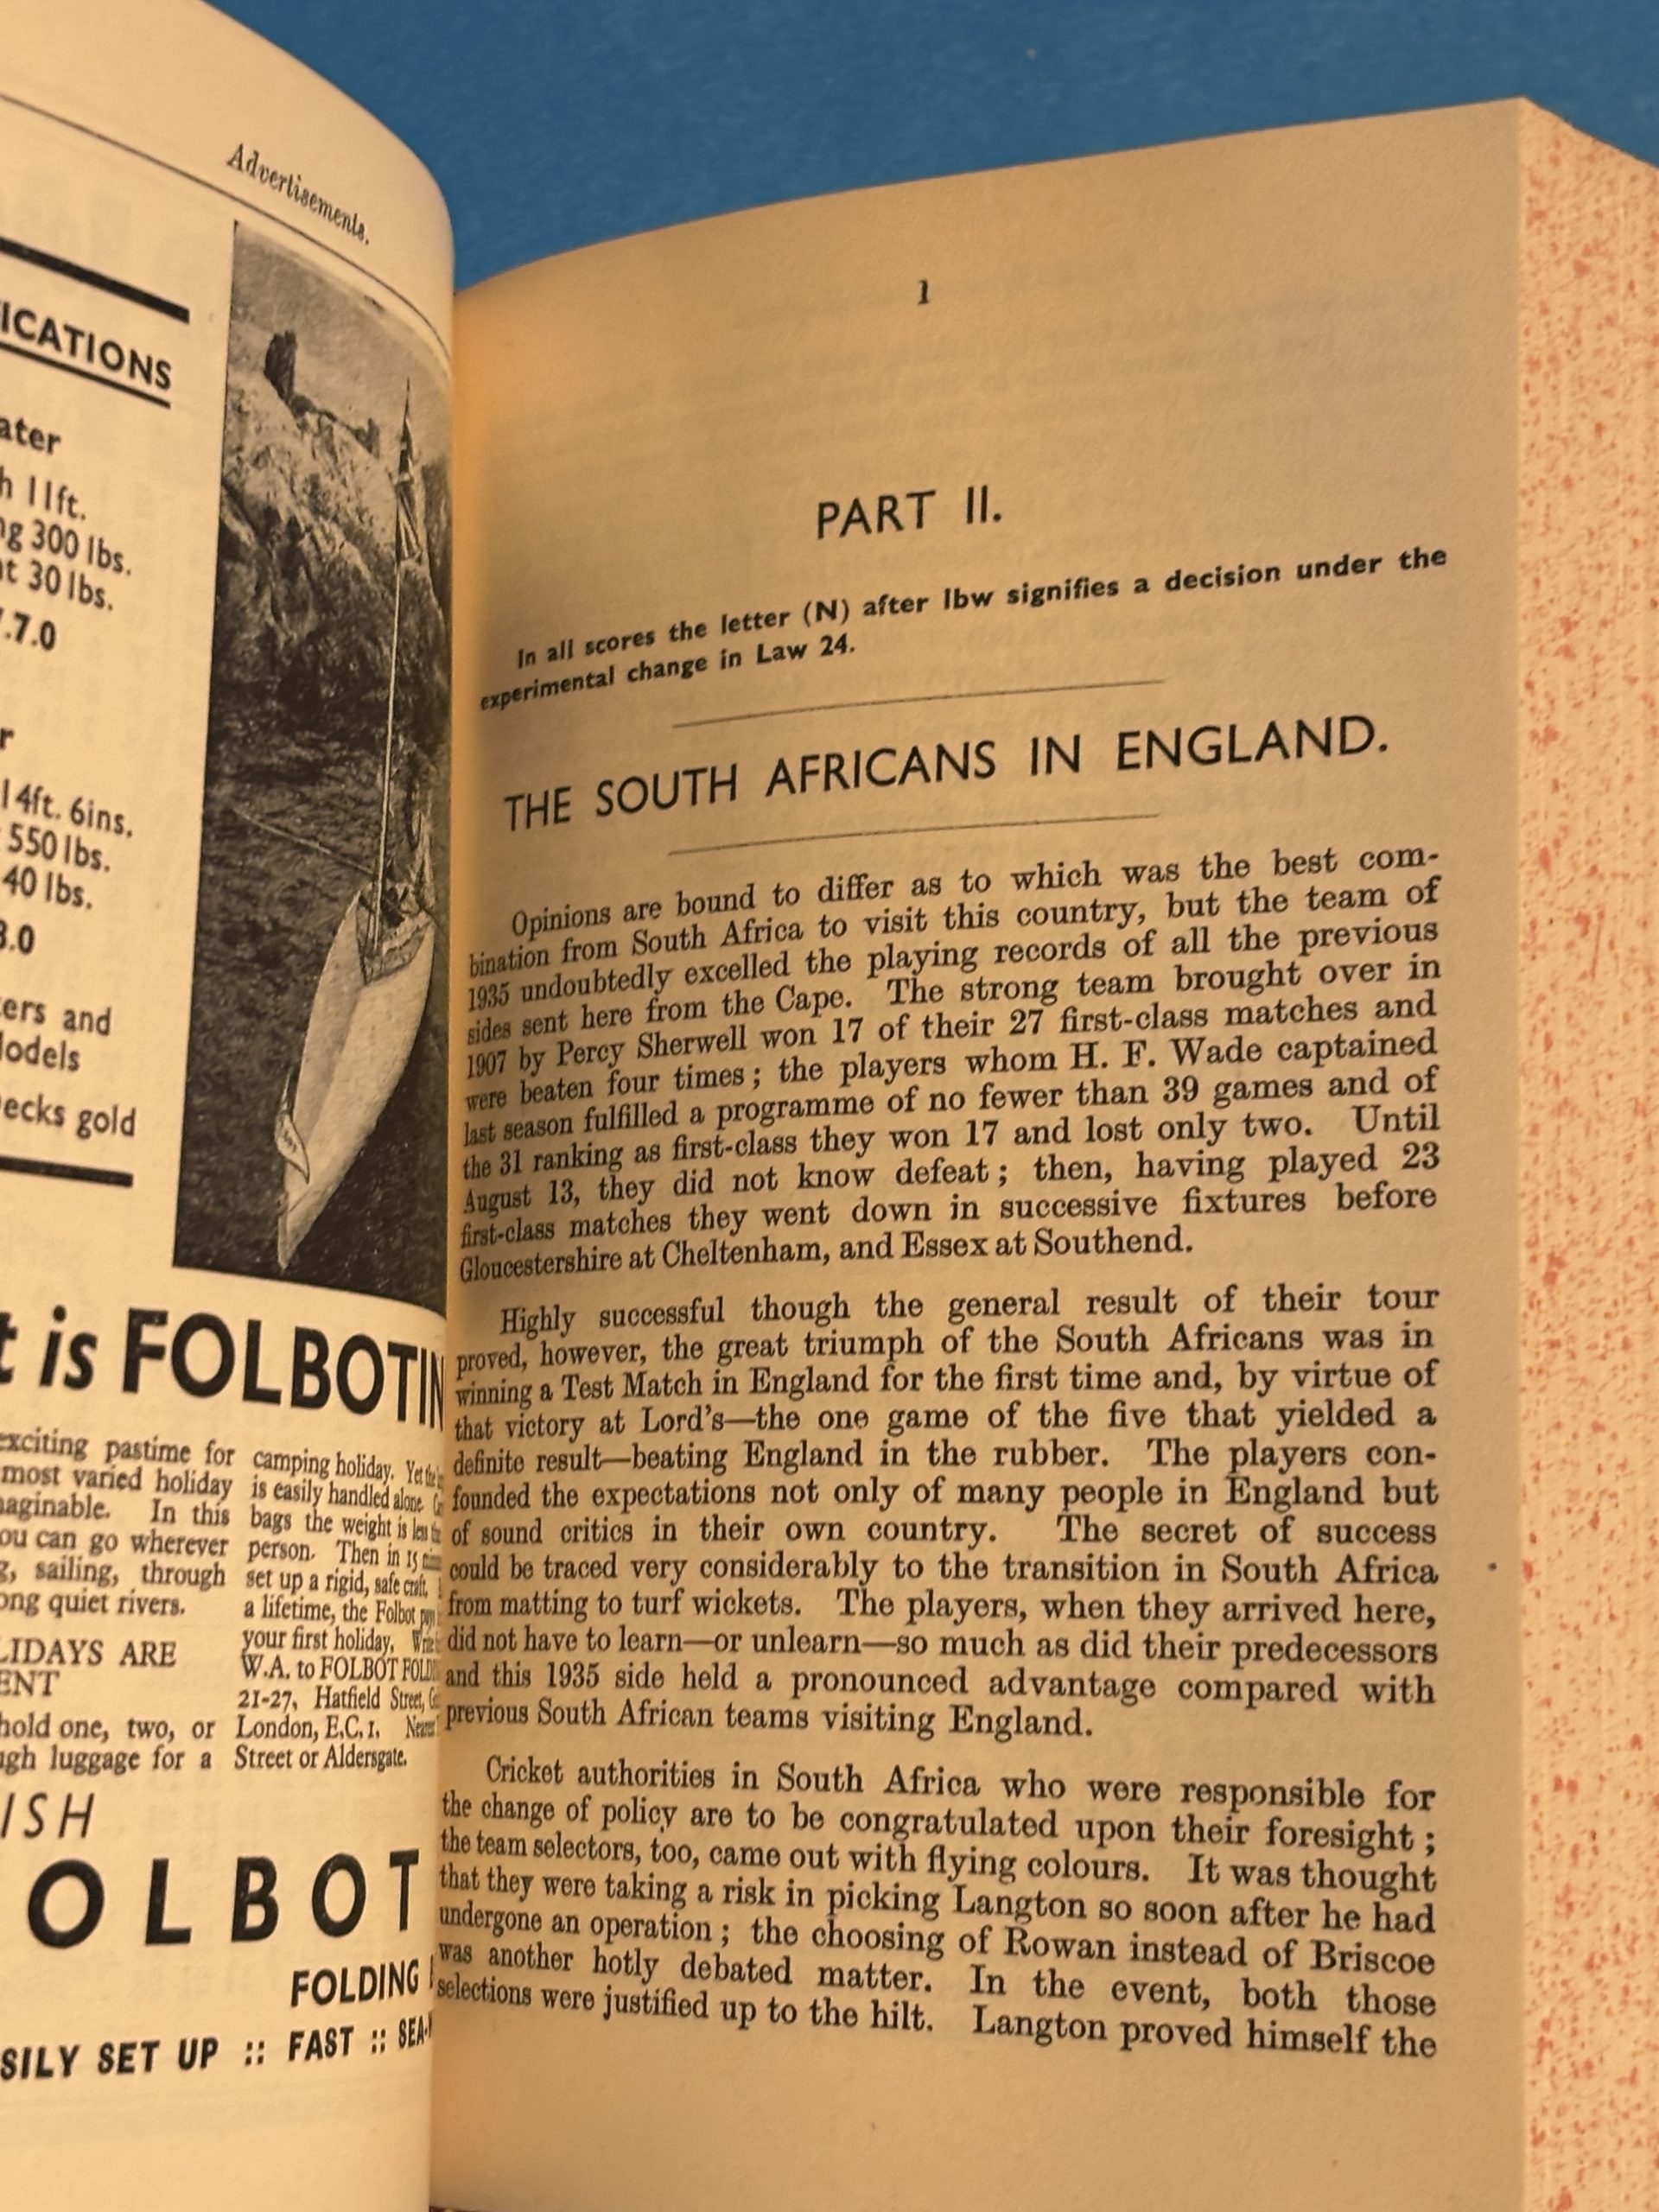 Advertisements.
ICATIONS
ater
h 11ft.
ng 300 lbs.
t 30 lbs.
.7.0
r
14ft. 6ins.
550 lbs.
40 lbs.
3.0
ers and
odels
ecks gold
t is FOLBOTIN
exciting pastime for
most varied holiday
aginable. In this
ou can go wherever
g, sailing, through
ong quiet rivers.
LIDAYS ARE
ENT
hold one, two, or
ugh luggage for a
camping holiday. Yet
is easily handled alone.
bags the weight is less
person. Then in 15
set up a rigid, safe craft.
a lifetime, the Folbot
your first holiday.
W.A. to FOLBOT
21-27, Hatfield Street,
London, E.C.1.
Street or Aldersgate.
ISH
OLBOT
FOLDING
SILY SET UP :: FAST :: SEA-
1
PART II.
In all scores the letter (N) after lbw signifies a decision under the
experimental change in Law 24.
THE SOUTH AFRICANS IN ENGLAND.
Opinions are bound to differ as to which was the best com-
bination from South Africa to visit this country, but the team of
1935 undoubtedly excelled the playing records of all the previous
sides sent here from the Cape. The strong team brought over in
1907 by Percy Sherwell won 17 of their 27 first-class matches and
were beaten four times; the players whom H. F. Wade captained
last season fulfilled a programme of no fewer than 39 games and of
the 31 ranking as first-class they won 17 and lost only two. Until
August 13, they did not know defeat; then, having played 23
first-class matches they went down in successive fixtures before
Gloucestershire at Cheltenham, and Essex at Southend.
Highly successful though the general result of their tour
proved, however, the great triumph of the South Africans was in
winning a Test Match in England for the first time and, by virtue of
that victory at Lord's—the one game of the five that yielded a
definite result—beating England in the rubber. The players con-
founded the expectations not only of many people in England but
of sound critics in their own country. The secret of success
could be traced very considerably to the transition in South Africa
from matting to turf wickets. The players, when they arrived here,
did not have to learn—or unlearn—so much as did their predecessors
and this 1935 side held a pronounced advantage compared with
previous South African teams visiting England.
Cricket authorities in South Africa who were responsible for
the change of policy are to be congratulated upon their foresight;
the team selectors, too, came out with flying colours. It was thought
that they were taking a risk in picking Langton so soon after he had
undergone an operation; the choosing of Rowan instead of Briscoe
was another hotly debated matter. In the event, both those
selections were justified up to the hilt. Langton proved himself the